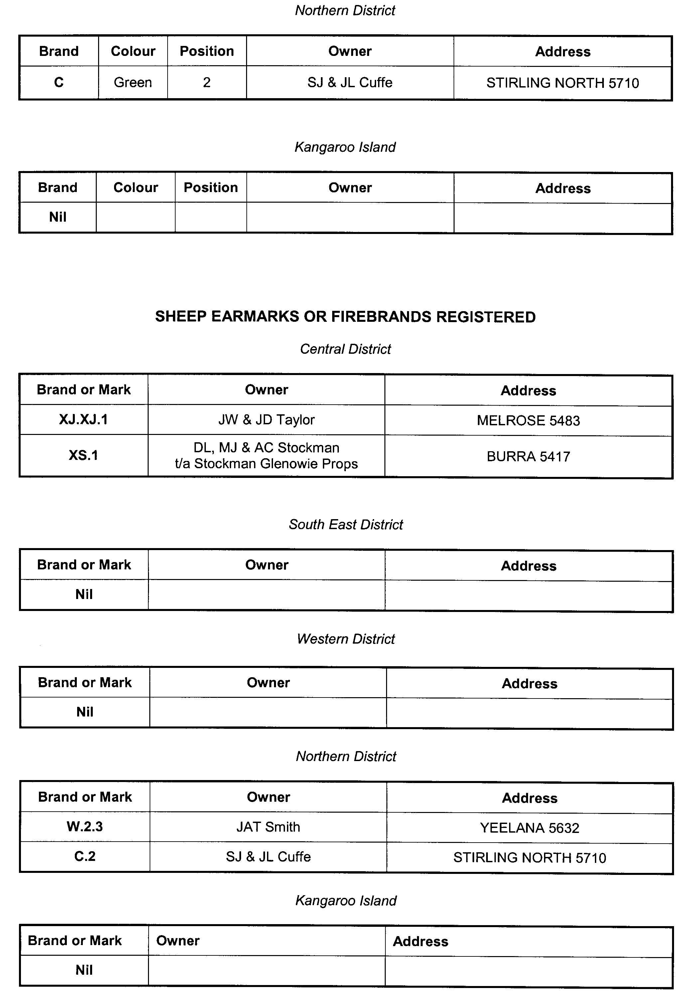 Northern District
Brand Colour Position Owner Address
C Green 2 SJ & JL Cuffe STIRLING NORTH 5710
Kangaroo Island
Brand Colour Position Owner Address
Nil
SHEEP EARMARKS OR FIREBRANDS REGISTERED
Central District
Brand or Mark Owner Address
XJ.XJ.1 JW & JD Taylor MELROSE 5483
XS.1 DL, MJ & AC Stockman
t/a Stockman Glenowie Props BURRA 5417
South East District
Brand or Mark Owner Address
Nil
Western District
Brand or Mark Owner Address
Nil
Northern District
Brand or Mark Owner Address
W.2.3 JAT Smith YEELANA 5632
C.2 SJ & JL Cuffe STIRLING NORTH 5710
Kangaroo Island
Brand or Mark Owner Address
Nil